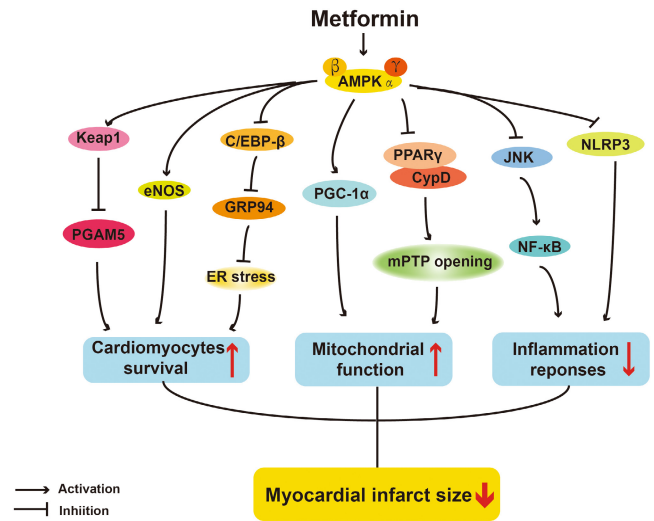 Metformin
β
γ
AMPK α
Keap1
C/EBP-β
NLRP3
PPARγ
JNK
CypD
eNOS
PGC-1α
GRP94
PGAM5
NF-κB
mPTP opening
ER stress
Cardiomyocytes
survival
Mitochondrial
function
Inflammation
reponses
Myocardial infarct size
Activation
Inhiition